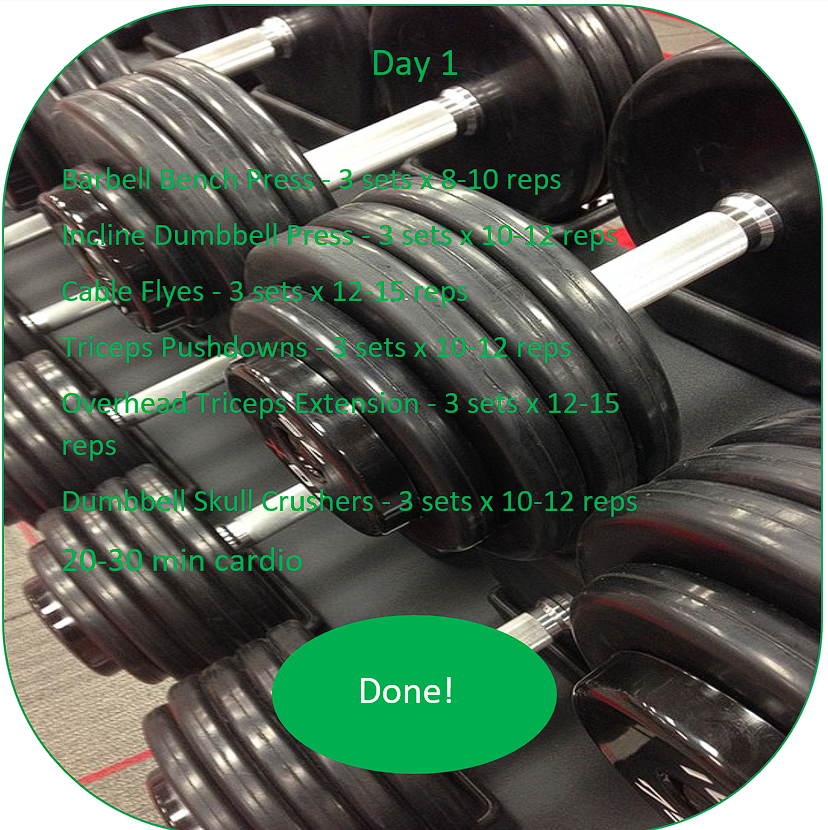 Day 1
Barbell Bench Press - 3 sets x 8-10 reps
Incline Dumbbell Press - 3 sets x 10-12 reps
Cable Flyes - 3 sets x 12-15 reps
Triceps Pushdowns - 3 sets x 10-12 reps
Overhead Triceps Extension - 3 sets x 12-15
reps
Dumbbell Skull Crushers - 3 sets x 10-12 reps
20-30 min cardio
Done!